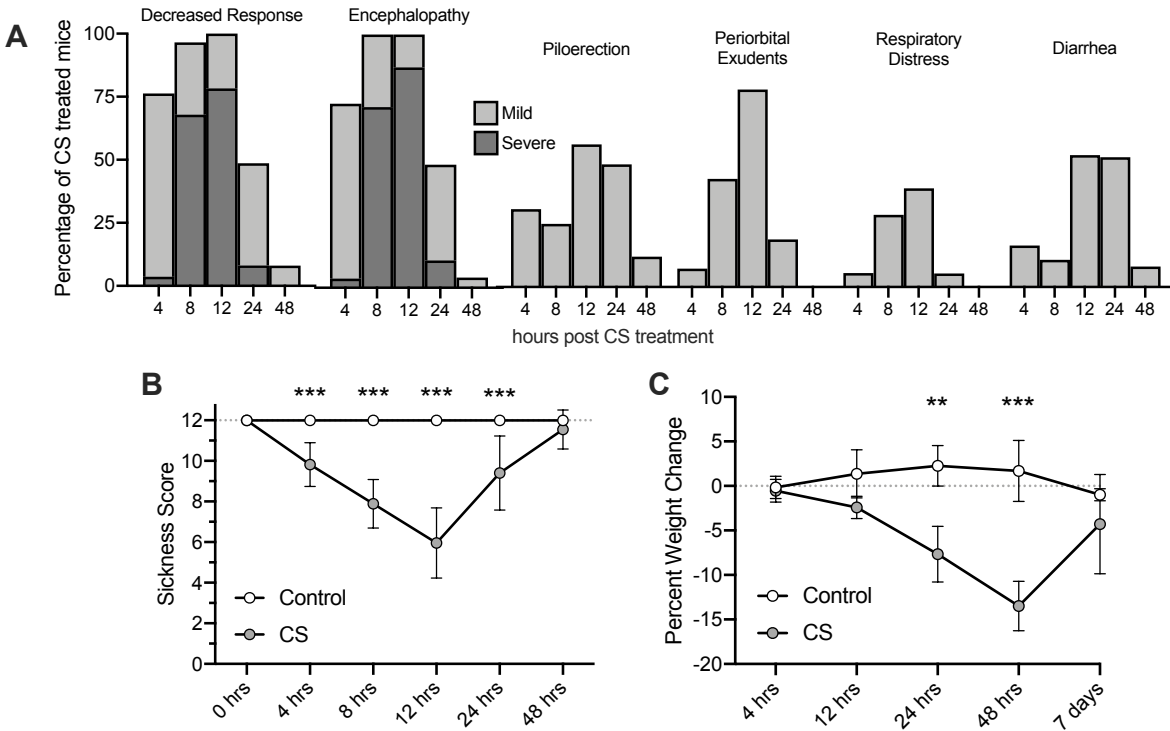 A
Decreased Response
Encephalopathy
Piloerection
Periorbital
Exudents
Respiratory
Distress
Diarrhea
Percentage of CS treated mice
100
75
50
25
0
Mild
Severe
4 8 12 24 48 4 8 12 24 48 4 8 12 24 48 4 8 12 24 48 4 8 12 24 48 4 8 12 24 48
hours post CS treatment
B
*** *** *** ***
Sickness Score
12
10
8
6
4
2
0
Control
CS
0 hrs 4 hrs 8 hrs 12 hrs 24 hrs 48 hrs
C
** ***
Percent Weight Change
10
5
0
-5
-10
-15
-20
Control
CS
4 hrs 12 hrs 24 hrs 48 hrs 7 days